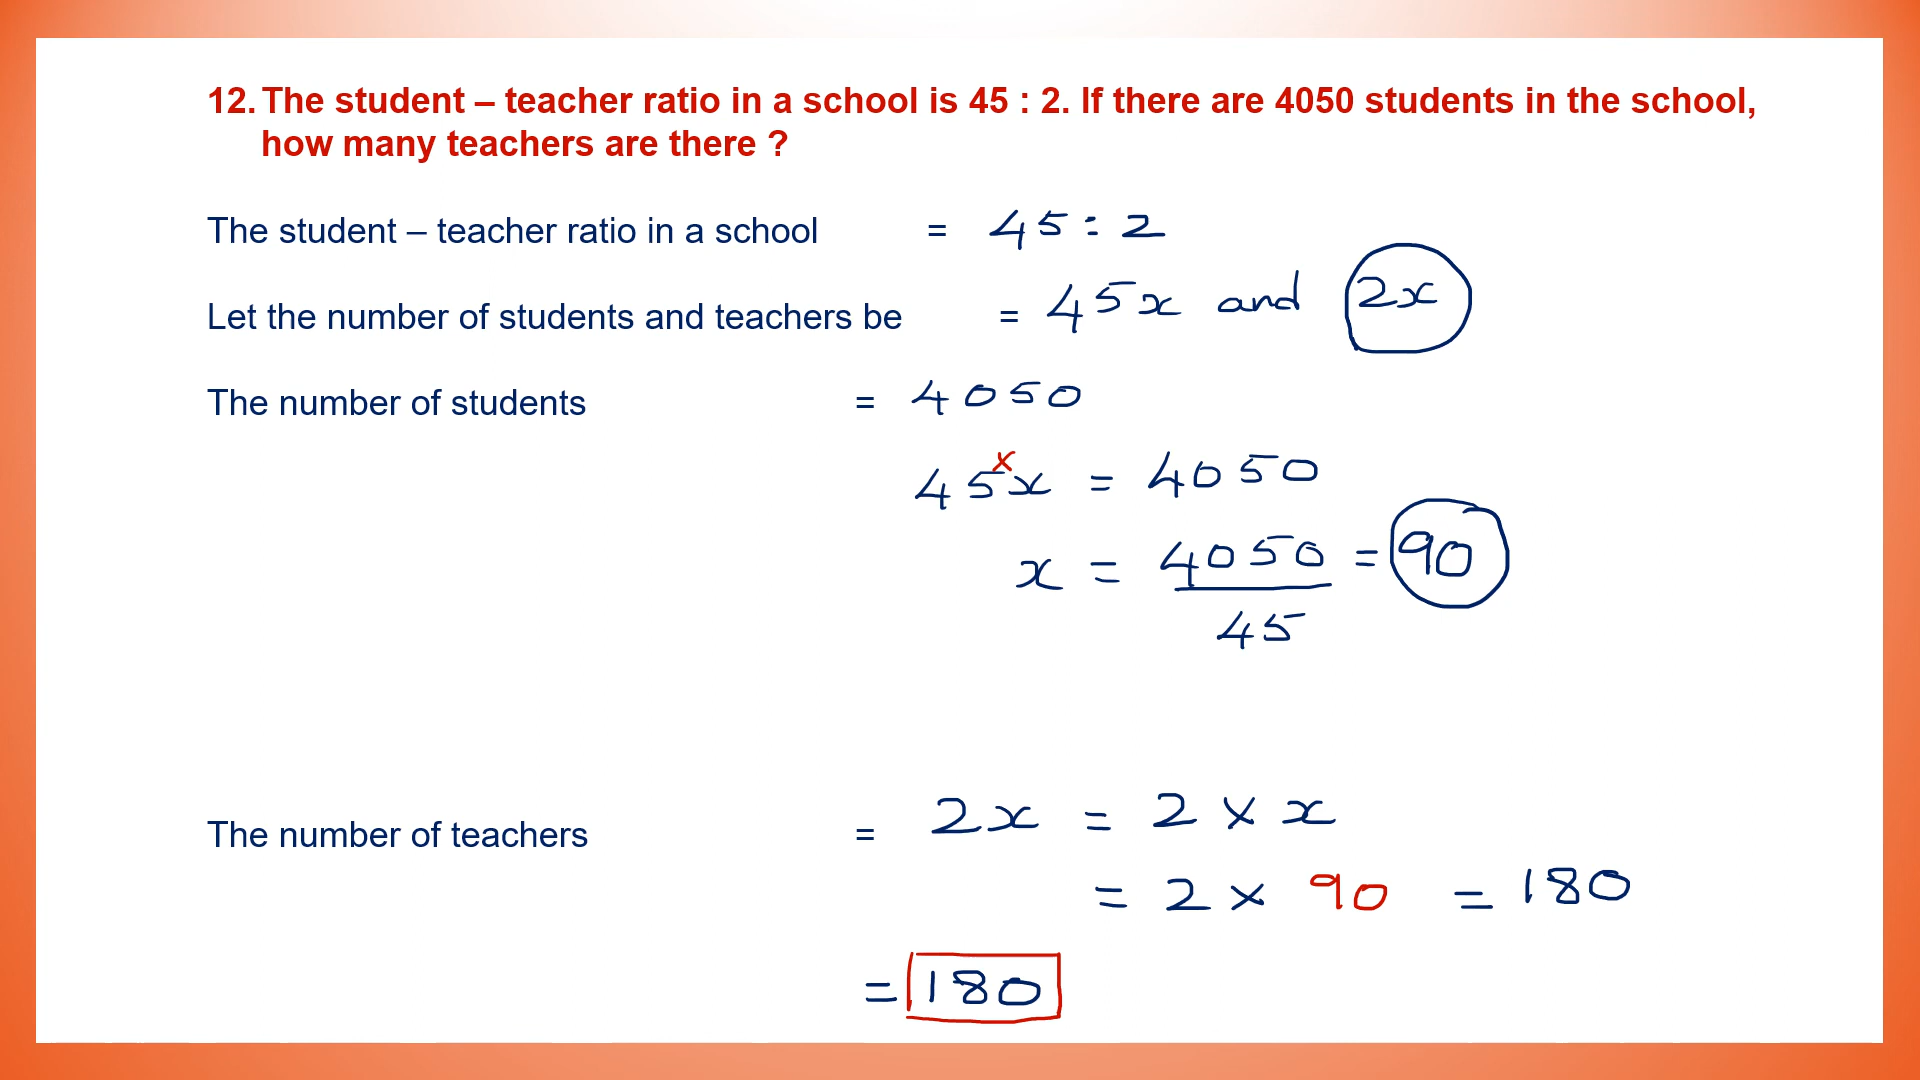 12. The student – teacher ratio in a school is 45 : 2. If there are 4050 students in the school,
how many teachers are there ?
The student – teacher ratio in a school = 45 : 2
Let the number of students and teachers be = 45x and 2x
The number of students = 4050
45 × x = 4050
x = 4050/45 = 90
The number of teachers = 2x = 2 × x
= 2 × 90 = 180
= 180